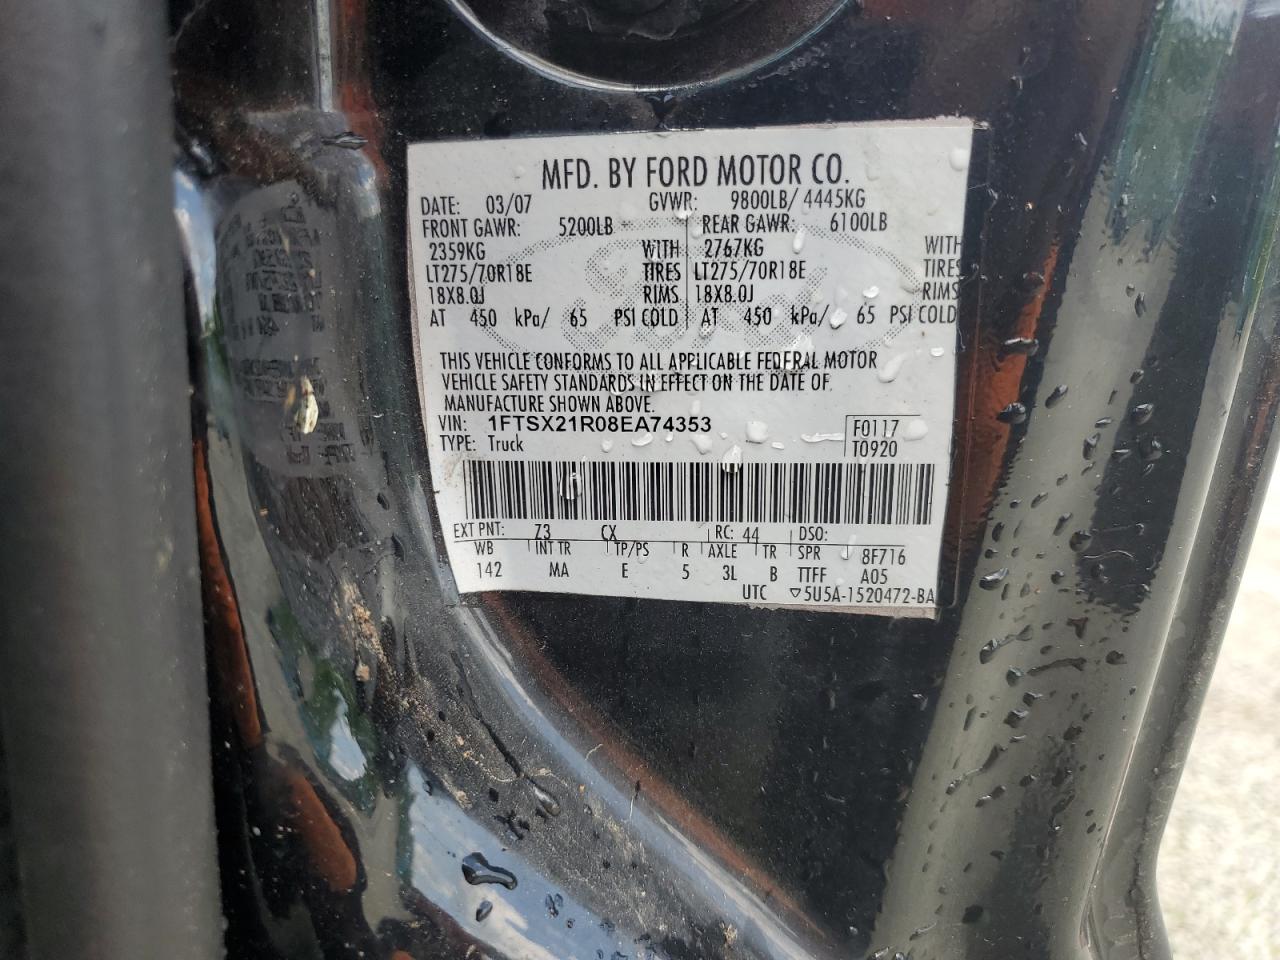 MFD. BY FORD MOTOR CO.
DATE: 03/07 GVWR: 9800LB/ 4445KG
FRONT GAWR: 5200LB REAR GAWR: 6100LB
2359KG WITH 2767KG WITH
LT275/70R18E TIRES LT275/70R18E TIRES
18X8.0J RIMS 18X8.0J RIMS
AT 450 kPa/ 65 PSI COLD AT 450 kPa/ 65 PSI COLD
THIS VEHICLE CONFORMS TO ALL APPLICABLE FEDERAL MOTOR
VEHICLE SAFETY STANDARDS IN EFFECT ON THE DATE OF
MANUFACTURE SHOWN ABOVE.
VIN: 1FTSX21R08EA74353 F0117
TYPE: Truck T0920
EXT PNT: Z3 CX RC: 44 DSO:
WB INT TR TP/PS R AXLE TR SPR 8F716
142 MA E 5 3L B TTFF A05
UTC ▽5U5A-1520472-BA